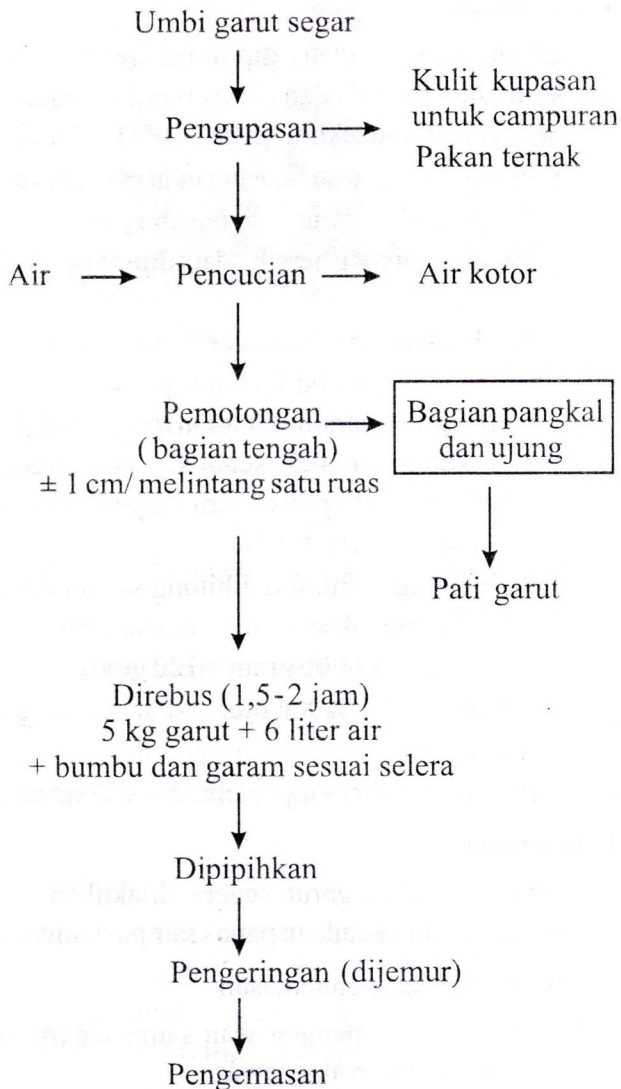 Umbi garut segar
Pengupasan
Kulit kupasan
untuk campuran
Pakan ternak
Air
Pencucian
Air kotor
Pemotongan
( bagian tengah)
± 1 cm/ melintang satu ruas
Bagian pangkal
dan ujung
Pati garut
Direbus (1,5-2 jam)
5 kg garut + 6 liter air
+ bumbu dan garam sesuai selera
Dipipihkan
Pengeringan (dijemur)
Pengemasan